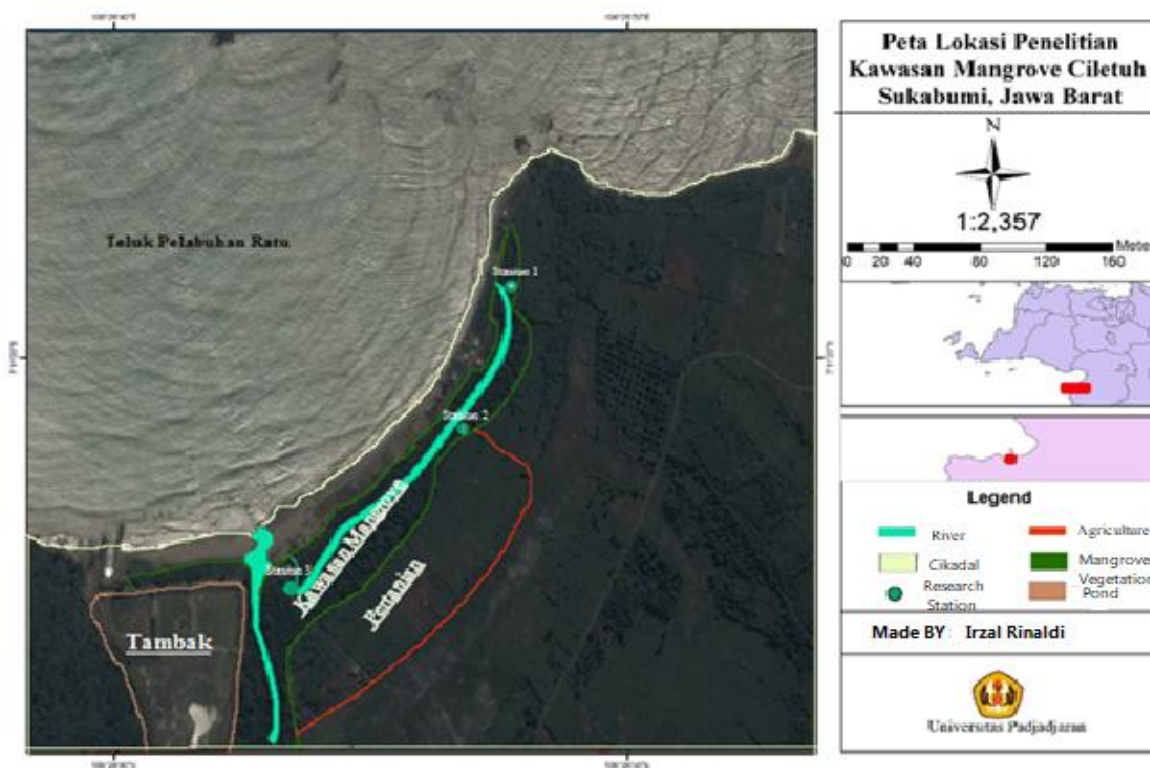 Teluk Pelabuhan Ratu
Stasiun 1
Stasiun 2
Stasiun 3
Kawasan Mangrove
Pertanian
Tambak
Peta Lokasi Penelitian
Kawasan Mangrove Ciletuh
Sukabumi, Jawa Barat
N
1:2,357
Mete
0 20 40 80 120 160
Legend
River
Agriculture
Cikadal
Mangrove
Research
Station
Vegetation
Pond
Made BY Irzal Rinaldi
Universitas Padjadjaran